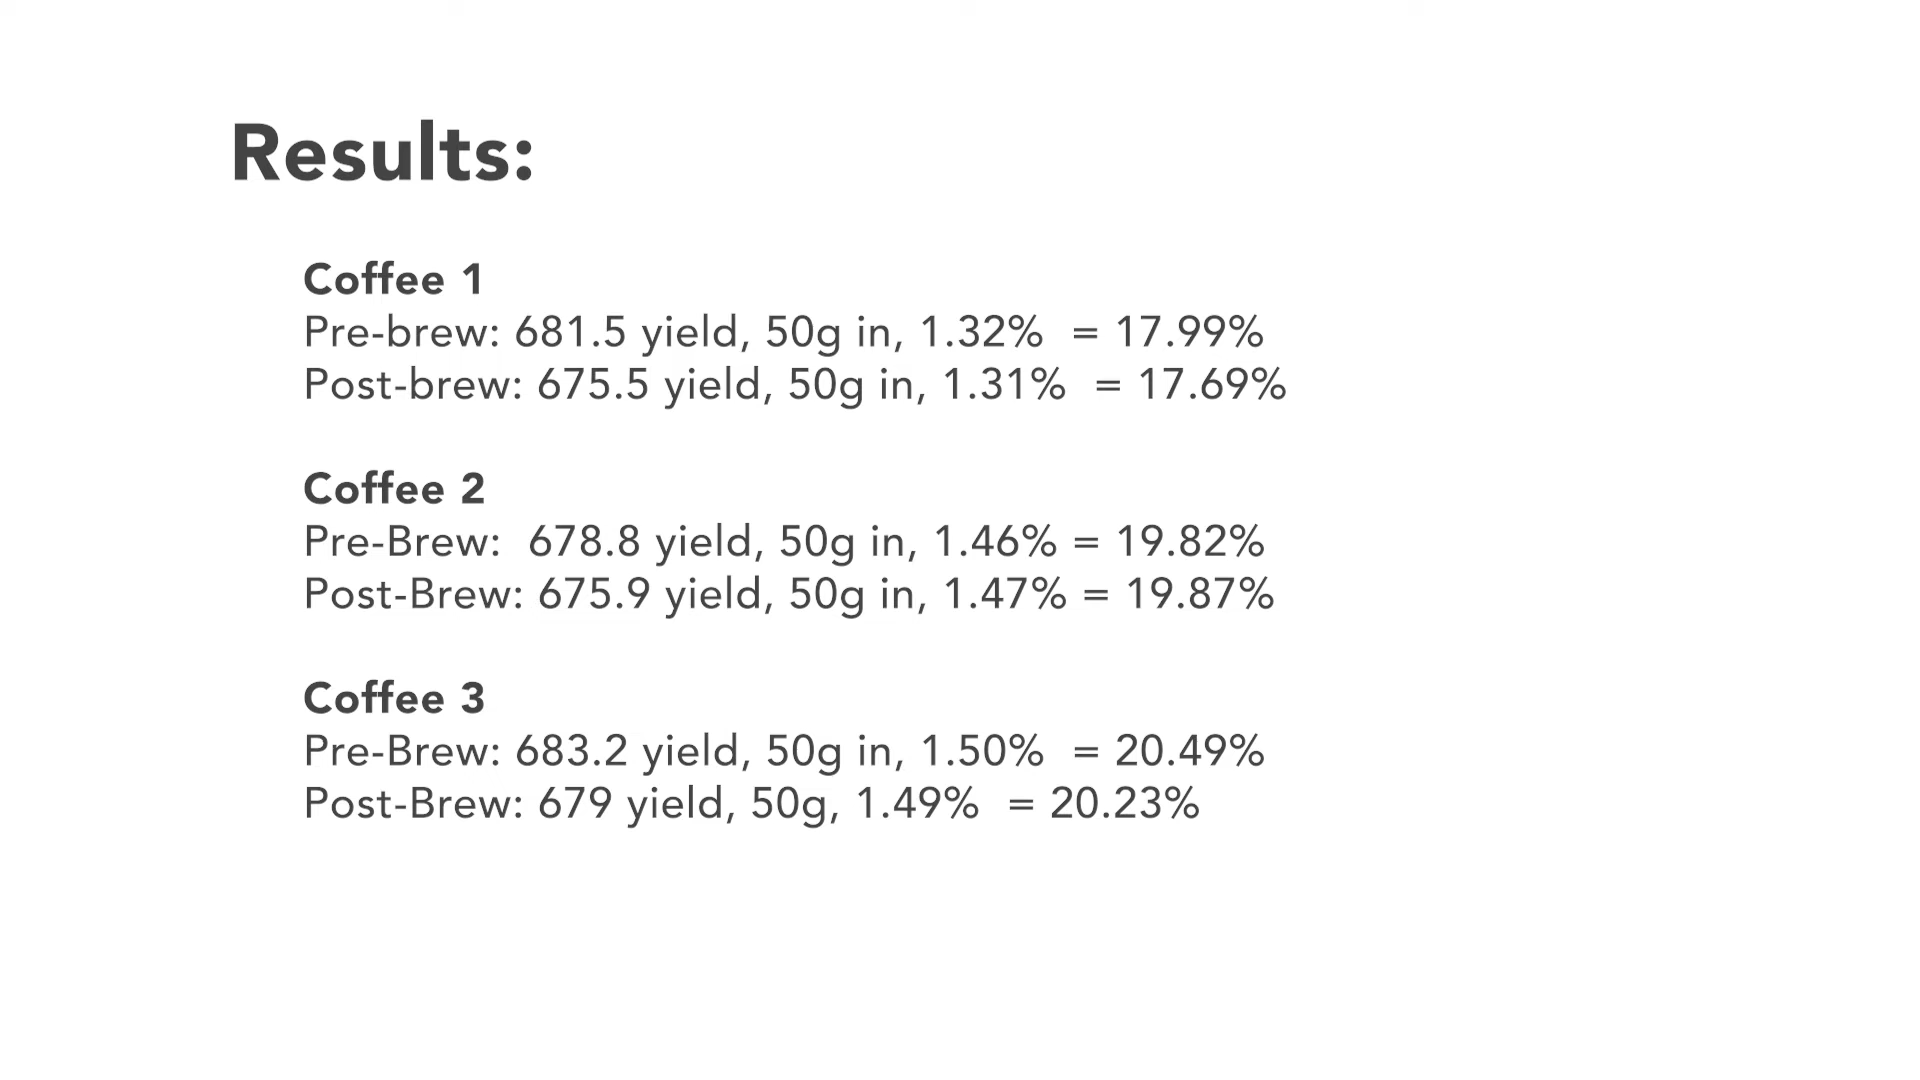 Results:
Coffee 1
Pre-brew: 681.5 yield, 50g in, 1.32%  = 17.99%
Post-brew: 675.5 yield, 50g in, 1.31%  = 17.69%
Coffee 2
Pre-Brew:  678.8 yield, 50g in, 1.46% = 19.82%
Post-Brew: 675.9 yield, 50g in, 1.47% = 19.87%
Coffee 3
Pre-Brew: 683.2 yield, 50g in, 1.50%  = 20.49%
Post-Brew: 679 yield, 50g, 1.49%  = 20.23%